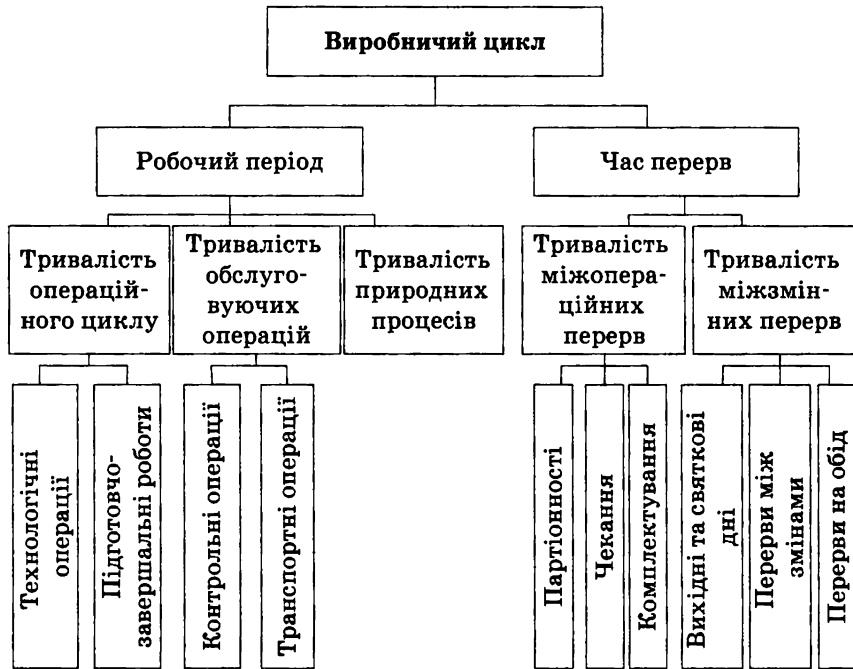 Виробничий цикл
Робочий період
Час перерв
Тривалість
операцій-
ного циклу
Тривалість
обслуго-
вуючих
операцій
Тривалість
природних
процесів
Тривалість
міжопера-
ційних
перерв
Тривалість
міжзмін-
них перерв
Технологічні
операції
Підготовчо-
завершальні роботи
Контрольні операції
Транспортні операції
Партіонності
Чекання
Комплектування
Вихідні та святкові
дні
Перерви між
змінами
Перерви на обід